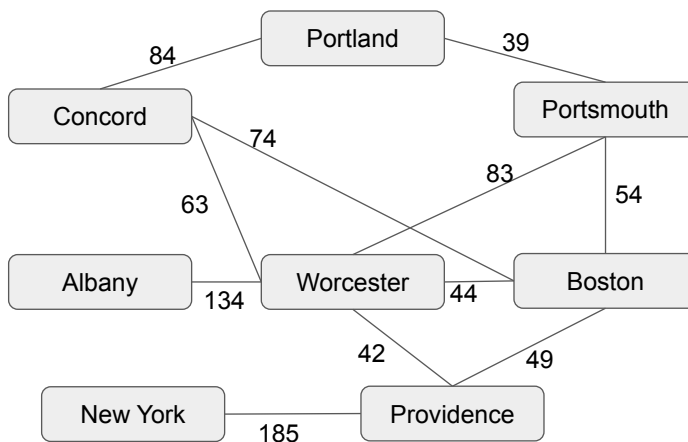 Portland
84
39
Concord
Portsmouth
74
83
63
54
Albany
Worcester
Boston
134
44
42
49
New York
Providence
185